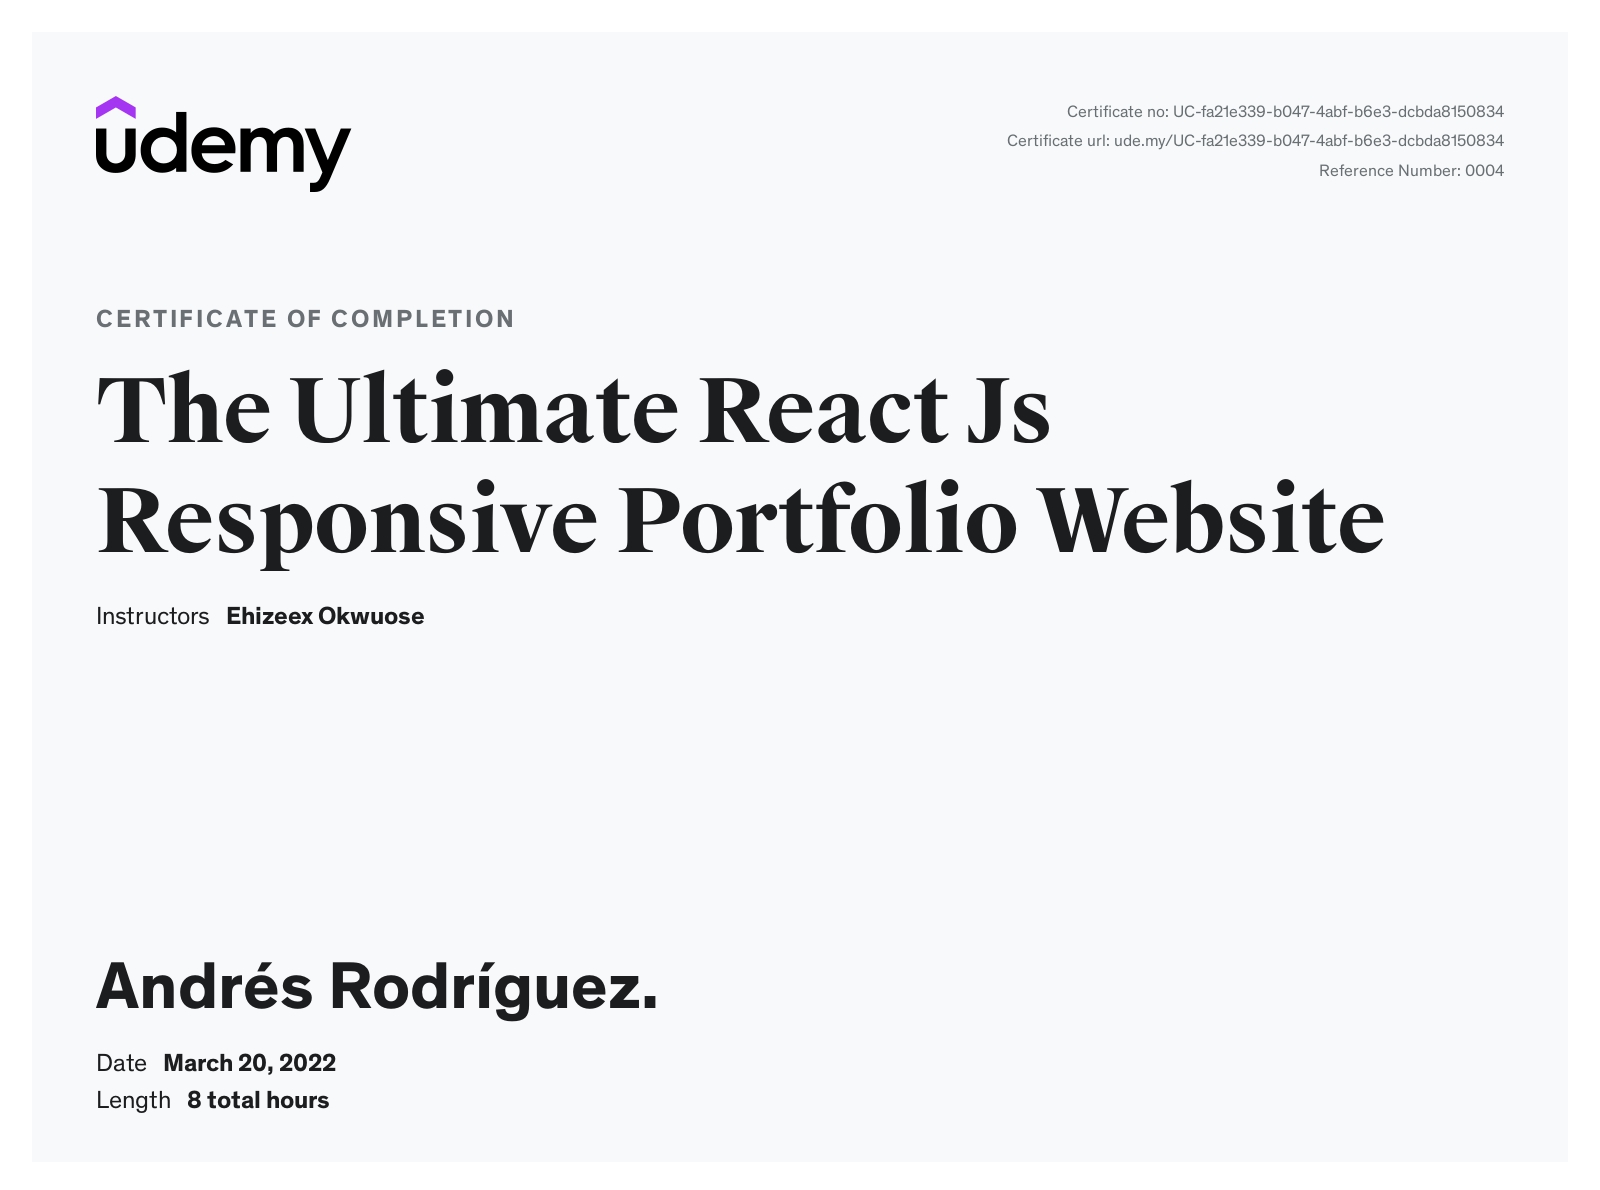 udemy
Certificate no: UC-fa21e339-b047-4abf-b6e3-dcbda8150834
Certificate url: ude.my/UC-fa21e339-b047-4abf-b6e3-dcbda8150834
Reference Number: 0004
CERTIFICATE OF COMPLETION
The Ultimate React Js
Responsive Portfolio Website
Instructors Ehizeex Okwuose
Andrés Rodríguez.
Date March 20, 2022
Length 8 total hours